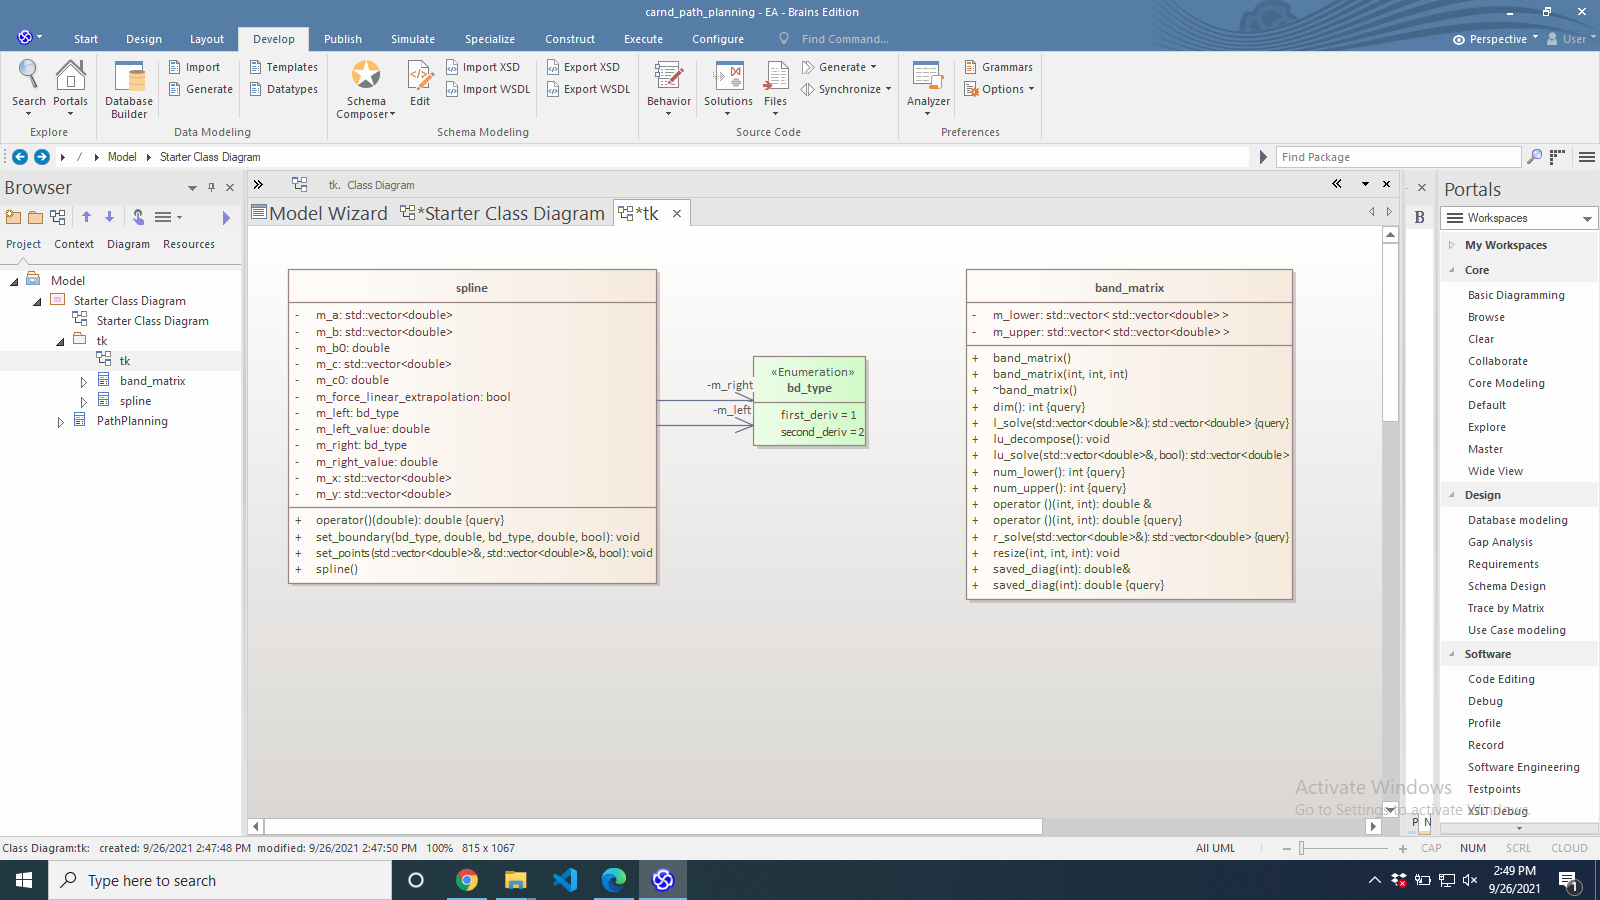 carnd_path_planning - EA - Brains Edition
Start Design Layout Develop Publish Simulate Specialize Construct Execute Configure Find Command... Perspective User
Search Portals Database Builder Import Generate Templates Datatypes
Schema Composer Edit Import XSD Import WSDL Export XSD Export WSDL
Behavior Solutions Files Generate Synchronize Analyzer Grammars Options
Explore Data Modeling Schema Modeling Source Code Preferences
/ Model Starter Class Diagram Find Package
Browser
Project Context Diagram Resources
Model
Starter Class Diagram
Starter Class Diagram
tk
tk
band_matrix
spline
PathPlanning
tk. Class Diagram
Model Wizard *Starter Class Diagram *tk
spline
- m_a: std::vector<double>
- m_b: std::vector<double>
- m_b0: double
- m_c: std::vector<double>
- m_c0: double
- m_force_linear_extrapolation: bool
- m_left: bd_type
- m_left_value: double
- m_right: bd_type
- m_right_value: double
- m_x: std::vector<double>
- m_y: std::vector<double>
+ operator()(double): double {query}
+ set_boundary(bd_type, double, bd_type, double, bool): void
+ set_points(std::vector<double>&, std::vector<double>&, bool): void
+ spline()
-m_right
-m_left
«Enumeration»
bd_type
first_deriv = 1
second_deriv = 2
band_matrix
- m_lower: std::vector< std::vector<double> >
- m_upper: std::vector< std::vector<double> >
+ band_matrix()
+ band_matrix(int, int, int)
+ ~band_matrix()
+ dim(): int {query}
+ l_solve(std::vector<double>&): std::vector<double> {query}
+ lu_decompose(): void
+ lu_solve(std::vector<double>&, bool): std::vector<double>
+ num_lower(): int {query}
+ num_upper(): int {query}
+ operator ()(int, int): double &
+ operator ()(int, int): double {query}
+ r_solve(std::vector<double>&): std::vector<double> {query}
+ resize(int, int, int): void
+ saved_diag(int): double&
+ saved_diag(int): double {query}
B
P N
Portals
Workspaces
My Workspaces
Core
Basic Diagramming
Browse
Clear
Collaborate
Core Modeling
Default
Explore
Master
Wide View
Design
Database modeling
Gap Analysis
Requirements
Schema Design
Trace by Matrix
Use Case modeling
Software
Code Editing
Debug
Profile
Record
Software Engineering
Testpoints
XSLT Debug
Activate Windows
Go to Settings to activate Windows.
Class Diagram:tk: created: 9/26/2021 2:47:48 PM modified: 9/26/2021 2:47:50 PM 100% 815 x 1067 All UML CAP NUM SCRL CLOUD
Type here to search
2:49 PM
9/26/2021
1